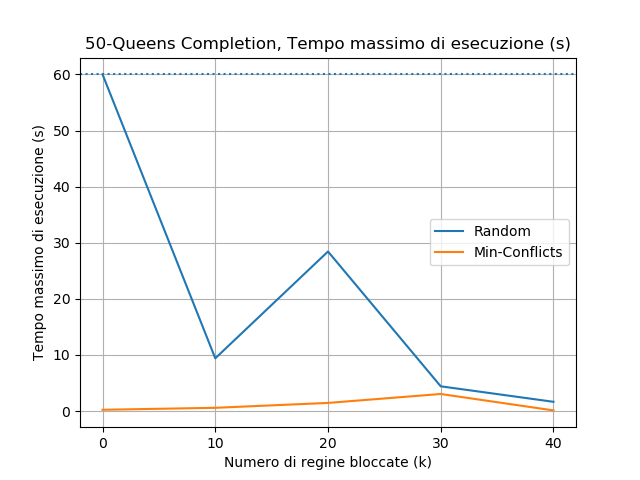 50-Queens Completion, Tempo massimo di esecuzione (s)
Tempo massimo di esecuzione (s)
60
50
40
30
20
10
0
Random
Min-Conflicts
0 10 20 30 40
Numero di regine bloccate (k)